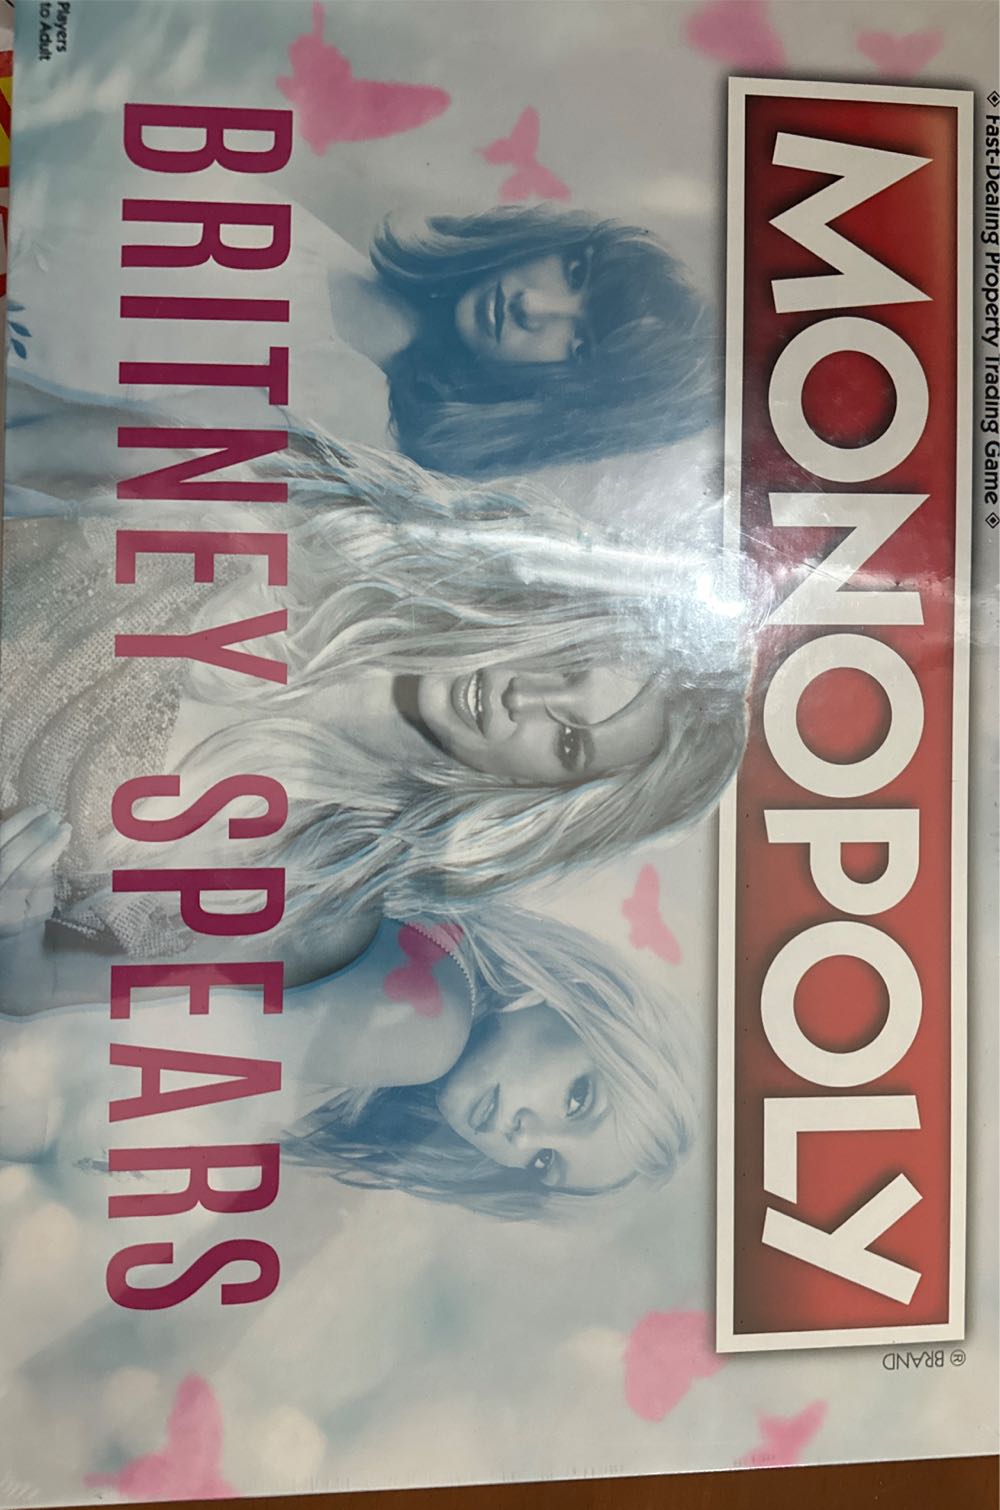 ◈ Fast-Dealing Property Trading Game ◈
MONOPOLY
® BRAND
BRITNEY SPEARS
Players
to Adult